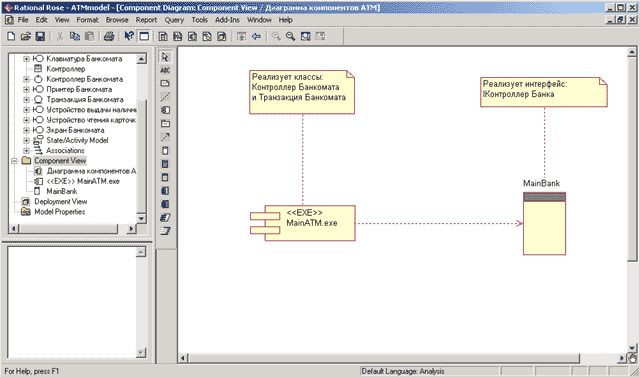 Rational Rose - ATMmodel - [Component Diagram: Component View / Диаграмма компонентов ATM]
File Edit View Format Browse Report Query Tools Add-Ins Window Help
Клавиатура Банкомата
Контроллер
Контроллер Банкомата
Принтер Банкомата
Транзакция Банкомата
Устройство выдачи наличны
Устройство чтения карточк
Экран Банкомата
State/Activity Model
Associations
Component View
Диаграмма компонентов А
<<EXE>> MainATM.exe
MainBank
Deployment View
Model Properties
ABC
Реализует классы:
Контроллер Банкомата
и Транзакция Банкомата
Реализует интерфейс:
IКонтроллер Банка
MainBank
<<EXE>>
MainATM.exe
For Help, press F1
Default Language: Analysis